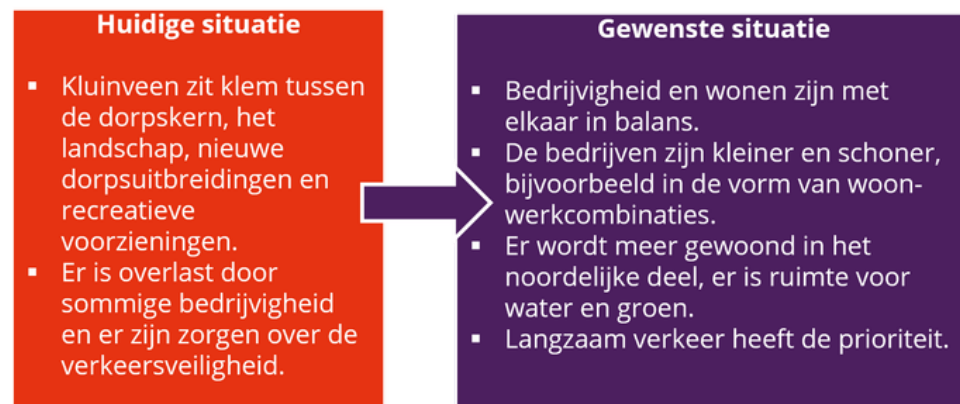 Huidige situatie
▪ Kluinveen zit klem tussen
de dorpskern, het
landschap, nieuwe
dorpsuitbreidingen en
recreatieve
voorzieningen.
▪ Er is overlast door
sommige bedrijvigheid
en er zijn zorgen over de
verkeersveiligheid.
Gewenste situatie
▪ Bedrijvigheid en wonen zijn met
elkaar in balans.
▪ De bedrijven zijn kleiner en schoner,
bijvoorbeeld in de vorm van woon-
werkcombinaties.
▪ Er wordt meer gewoond in het
noordelijke deel, er is ruimte voor
water en groen.
▪ Langzaam verkeer heeft de prioriteit.